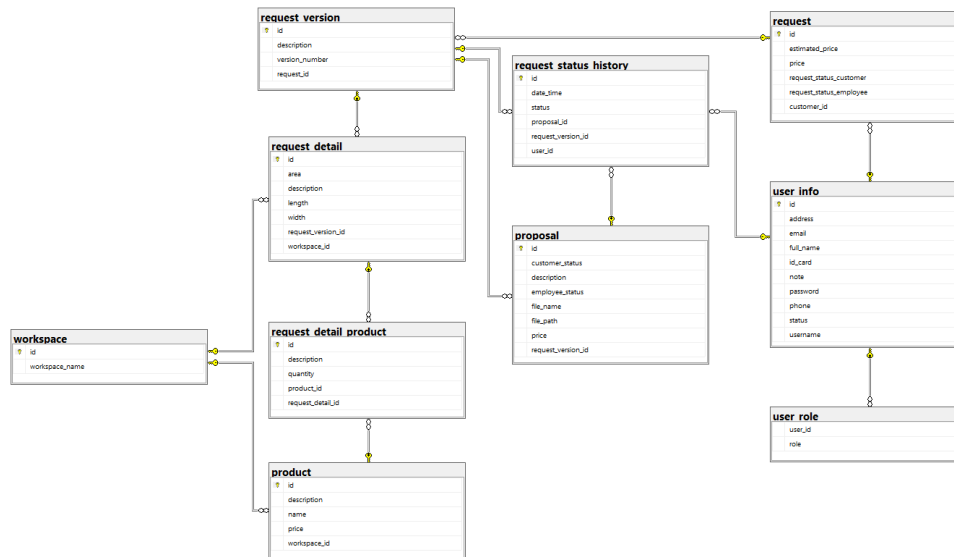 request_version
id
description
version_number
request_id
request_status_history
id
date_time
status
proposal_id
request_version_id
user_id
request
id
estimated_price
price
request_status_customer
request_status_employee
customer_id
request_detail
id
area
description
length
width
request_version_id
workspace_id
user_info
id
address
email
full_name
id_card
note
password
phone
status
username
proposal
id
customer_status
description
employee_status
file_name
file_path
price
request_version_id
workspace
id
workspace_name
request_detail_product
id
description
quantity
product_id
request_detail_id
user_role
user_id
role
product
id
description
name
price
workspace_id